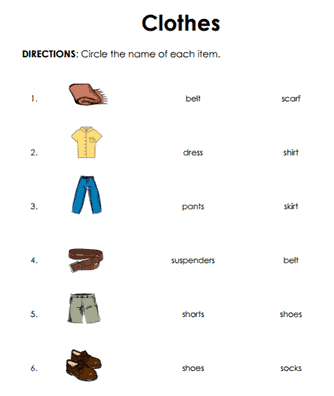 Clothes
DIRECTIONS: Circle the name of each item.
1. belt scarf
2. dress shirt
3. pants skirt
4. suspenders belt
5. shorts shoes
6. shoes socks